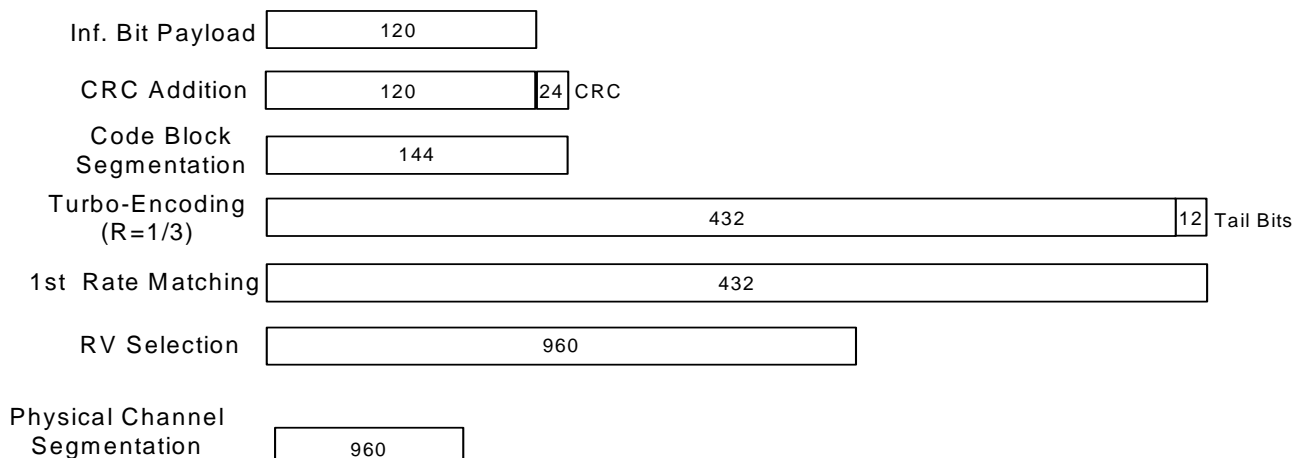 Inf. Bit Payload 120
CRC Addition 120 24 CRC
Code Block
Segmentation 144
Turbo-Encoding
(R=1/3) 432 12 Tail Bits
1st Rate Matching 432
RV Selection 960
Physical Channel
Segmentation 960